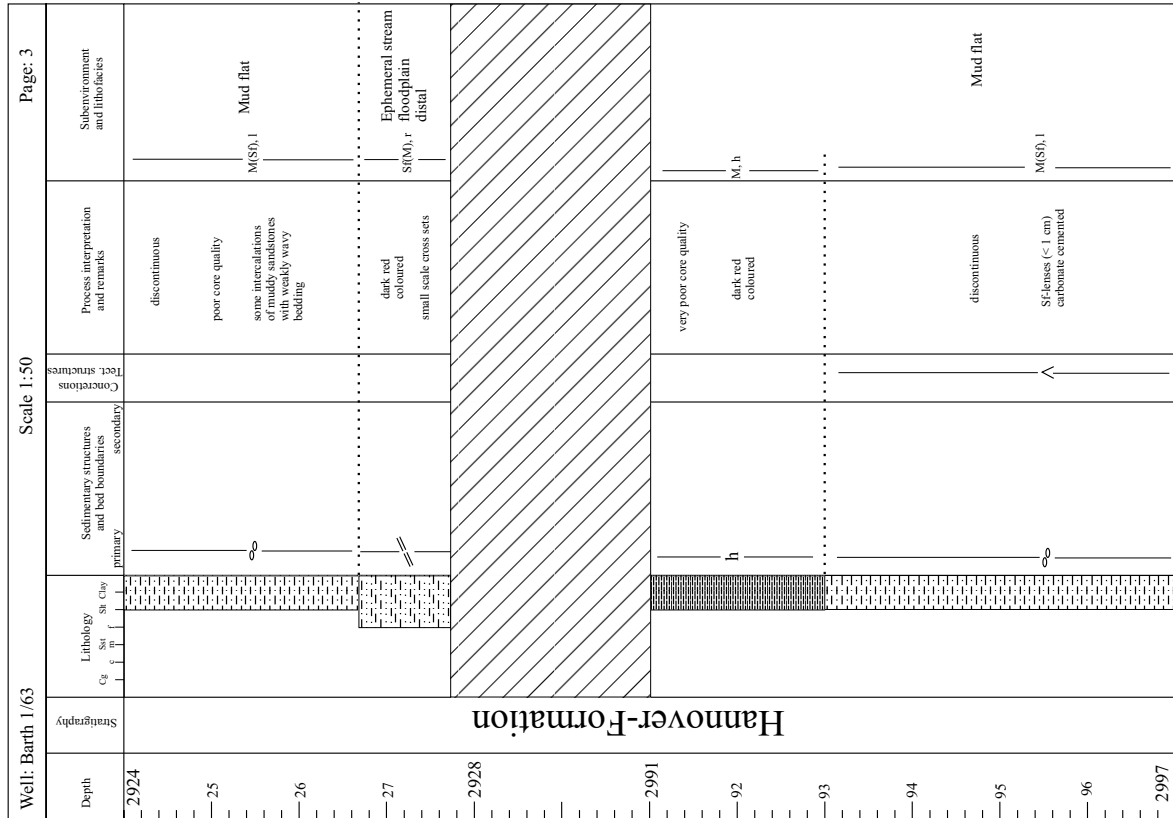 Well: Barth 1/63
Scale 1:50
Page: 3
Depth
Stratigraphy
Lithology
Cg
c
Sst
m
f
Slt
Clay
Sedimentary structures
and bed boundaries
primary
secondary
Concretions
Tect. structures
Process interpretation
and remarks
Subenvironment
and lithofacies
2924
25
26
27
2928
2991
92
93
94
95
96
2997
Hannover-Formation
h
discontinuous
poor core quality
some intercalations
of muddy sandstones
with weakly wavy
bedding
dark red
coloured
small scale cross sets
very poor core quality
dark red
coloured
discontinuous
Sf-lenses (< 1 cm)
carbonate cemented
M(Sf), l
Mud flat
Sf(M), r
Ephemeral stream
floodplain
distal
M, h
M(Sf), l
Mud flat